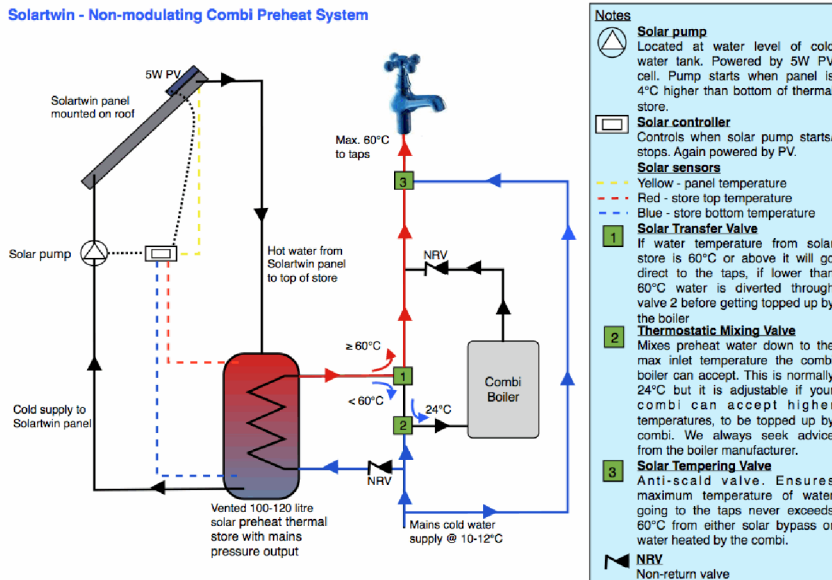 Solartwin - Non-modulating Combi Preheat System
5W PV
Solartwin panel
mounted on roof
Max. 60°C
to taps
3
Solar pump
Hot water from
Solartwin panel
to top of store
NRV
≥ 60°C
1
< 60°C
24°C
2
Combi
Boiler
Cold supply to
Solartwin panel
NRV
Vented 100-120 litre
solar preheat thermal
store with mains
pressure output
Mains cold water
supply @ 10-12°C
Notes
Solar pump
Located at water level of cold
water tank. Powered by 5W PV
cell. Pump starts when panel is
4°C higher than bottom of thermal
store.
Solar controller
Controls when solar pump starts/
stops. Again powered by PV.
Solar sensors
Yellow - panel temperature
Red - store top temperature
Blue - store bottom temperature
1
Solar Transfer Valve
If water temperature from solar
store is 60°C or above it will go
direct to the taps, if lower than
60°C water is diverted through
valve 2 before getting topped up by
the boiler
2
Thermostatic Mixing Valve
Mixes preheat water down to the
max inlet temperature the combi
boiler can accept. This is normally
24°C but it is adjustable if your
combi can accept higher
temperatures, to be topped up by
combi. We always seek advice
from the boiler manufacturer.
3
Solar Tempering Valve
Anti-scald valve. Ensures
maximum temperature of water
going to the taps never exceeds
60°C from either solar bypass or
water heated by the combi.
NRV
Non-return valve